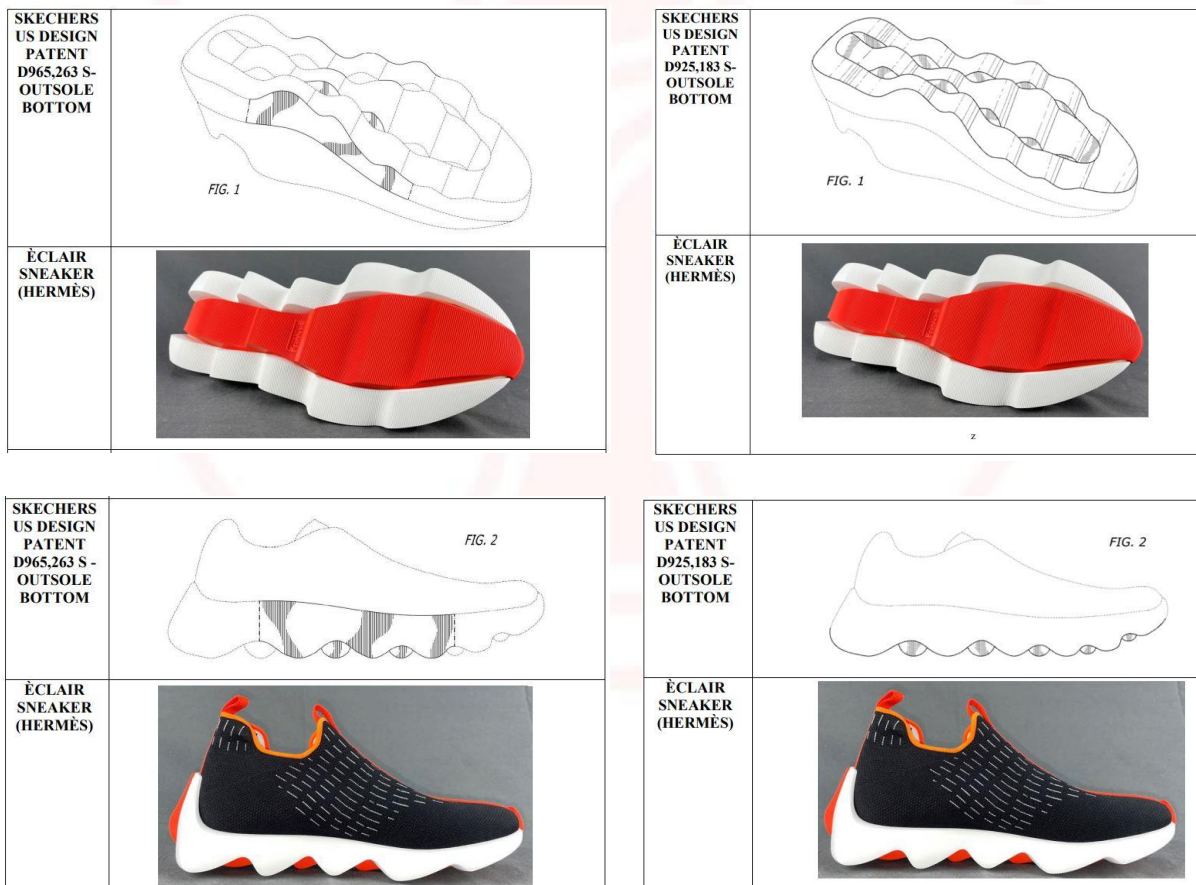 SKECHERS
US DESIGN
PATENT
D965,263 S-
OUTSOLE
BOTTOM
FIG. 1
ÈCLAIR
SNEAKER
(HERMÈS)
SKECHERS
US DESIGN
PATENT
D925,183 S-
OUTSOLE
BOTTOM
FIG. 1
ÈCLAIR
SNEAKER
(HERMÈS)
z
SKECHERS
US DESIGN
PATENT
D965,263 S -
OUTSOLE
BOTTOM
FIG. 2
ÈCLAIR
SNEAKER
(HERMÈS)
SKECHERS
US DESIGN
PATENT
D925,183 S-
OUTSOLE
BOTTOM
FIG. 2
ÈCLAIR
SNEAKER
(HERMÈS)